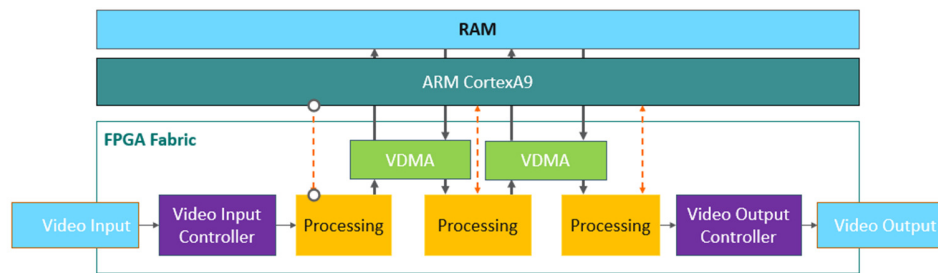 RAM
ARM CortexA9
FPGA Fabric
VDMA
VDMA
Video Input
Video Input
Controller
Processing
Processing
Processing
Video Output
Controller
Video Output